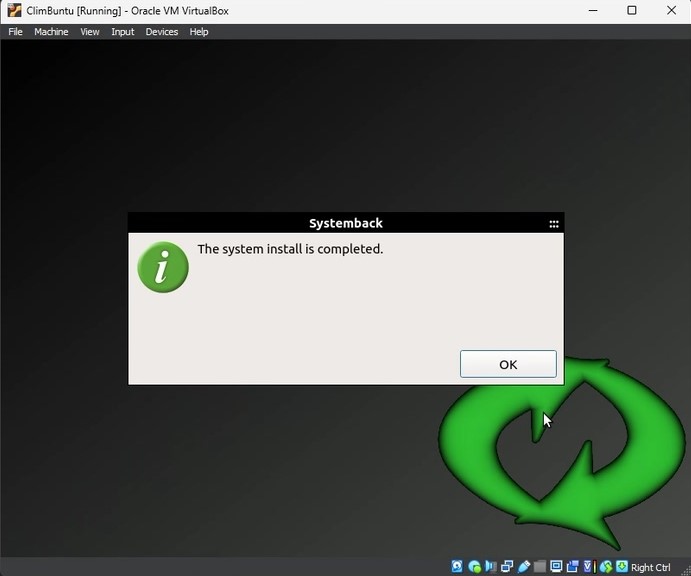 ClimBuntu [Running] - Oracle VM VirtualBox
File Machine View Input Devices Help
Systemback
i
The system install is completed.
OK
Right Ctrl